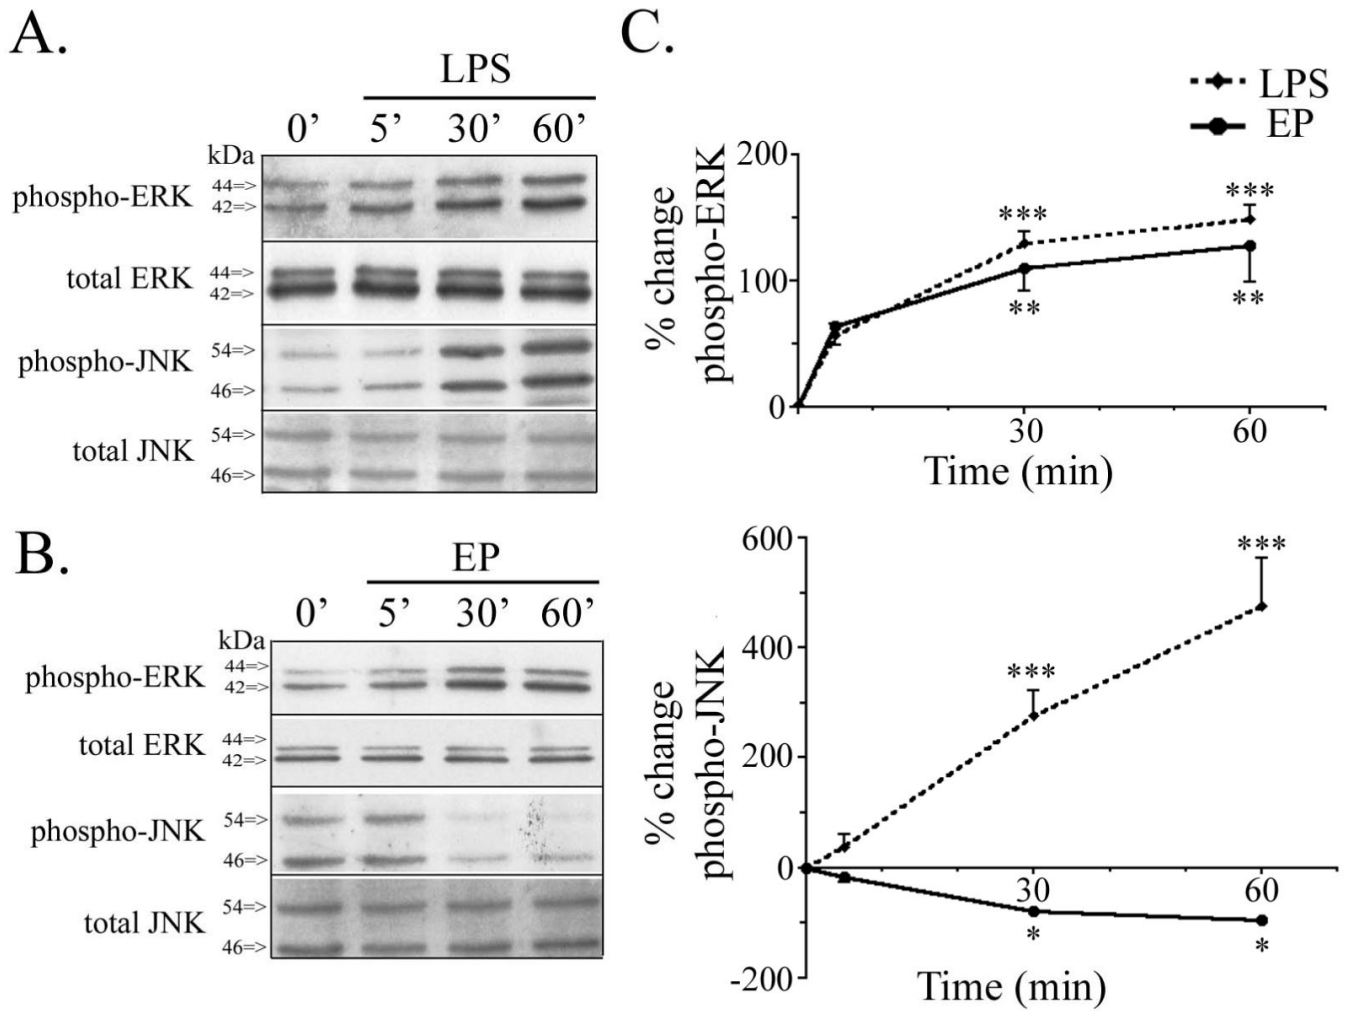 A.
LPS
0’ 5’ 30’ 60’
kDa
phospho-ERK
44=>
42=>
total ERK
44=>
42=>
phospho-JNK
54=>
46=>
total JNK
54=>
46=>
B.
EP
0’ 5’ 30’ 60’
kDa
phospho-ERK
44=>
42=>
total ERK
44=>
42=>
phospho-JNK
54=>
46=>
total JNK
54=>
46=>
C.
LPS
EP
% change
phospho-ERK
200
100
0
***
***
**
**
30 60
Time (min)
% change
phospho-JNK
600
400
200
0
-200
***
***
30 60
*
*
Time (min)